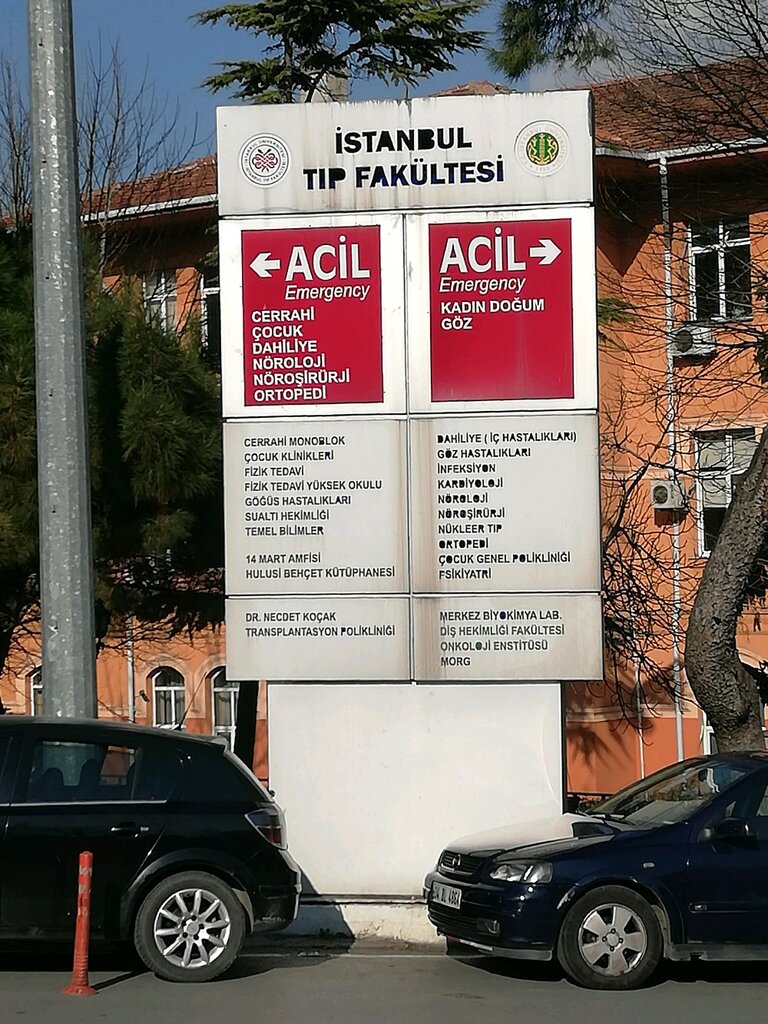 İSTANBUL
TIP FAKÜLTESİ
← ACİL
Emergency
CERRAHİ
ÇOCUK
DAHİLİYE
NÖROLOJİ
NÖROŞİRÜRJİ
ORTOPEDİ
ACİL →
Emergency
KADIN DOĞUM
GÖZ
CERRAHİ MONOBLOK
ÇOCUK KLİNİKLERİ
FİZİK TEDAVİ
FİZİK TEDAVİ YÜKSEK OKULU
GÖĞÜS HASTALIKLARI
SUALTI HEKİMLİĞİ
TEMEL BİLİMLER
14 MART AMFİSİ
HULUSİ BEHÇET KÜTÜPHANESİ
DAHİLİYE ( İÇ HASTALIKLARI)
GÖZ HASTALIKLARI
İNFEKSİYON
KARDİYOLOJİ
NÖROLOJİ
NÖROŞİRÜRJİ
NÜKLEER TIP
ORTOPEDİ
ÇOCUK GENEL POLİKLİNİĞİ
PSİKİYATRİ
DR. NECDET KOÇAK
TRANSPLANTASYON POLİKLİNİĞİ
MERKEZ BİYOKİMYA LAB.
DİŞ HEKİMLİĞİ FAKÜLTESİ
ONKOLOJİ ENSTİTÜSÜ
MORG